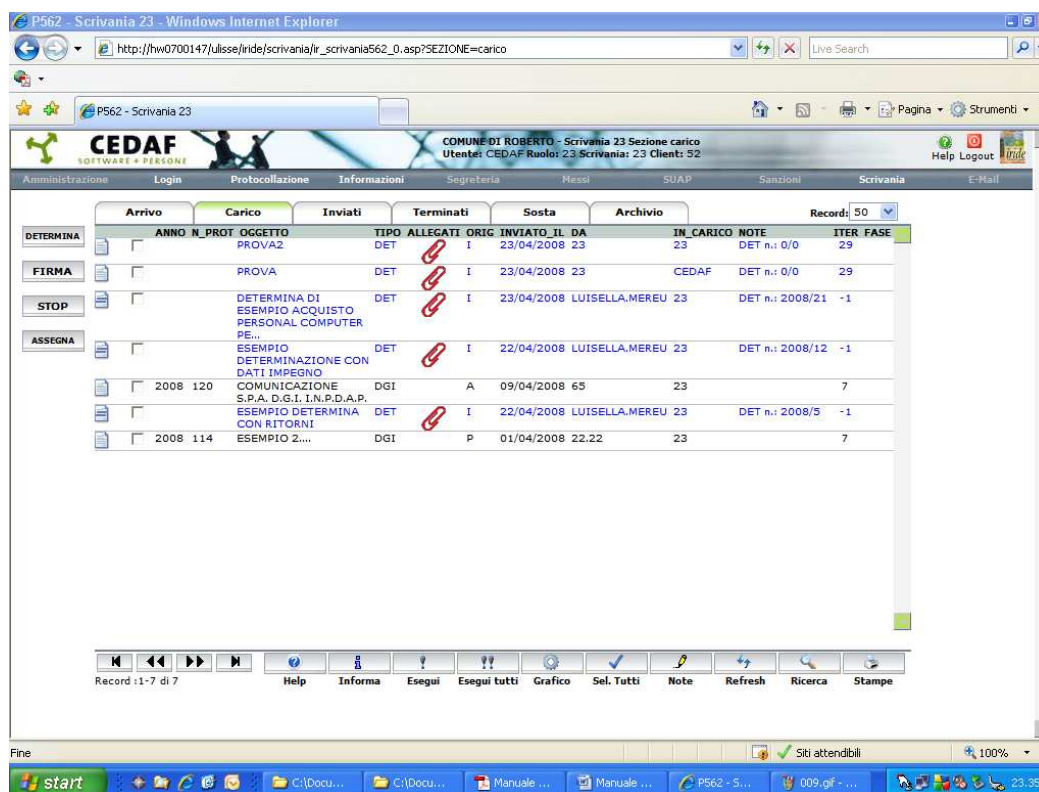 P562 - Scrivania 23 - Windows Internet Explorer
http://hw0700147/ulisse/iride/scrivania/ir_scrivania562_0.asp?SEZIONE=carico
Live Search
P562 - Scrivania 23
Pagina
Strumenti
CEDAF
SOFTWARE + PERSONE
COMUNE DI ROBERTO - Scrivania 23 Sezione carico
Utente: CEDAF Ruolo: 23 Scrivania: 23 Client: 52
Help Logout iride
Amministrazione Login Protocollazione Informazioni Segreteria Messi SUAP Sanzioni Scrivania E-Mail
Arrivo Carico Inviati Terminati Sosta Archivio Record: 50
DETERMINA
FIRMA
STOP
ASSEGNA
ANNO N_PROT OGGETTO TIPO ALLEGATI ORIG INVIATO_IL DA IN_CARICO NOTE ITER FASE
PROVA2 DET I 23/04/2008 23 23 DET n.: 0/0 29
PROVA DET I 23/04/2008 23 CEDAF DET n.: 0/0 29
DETERMINA DI DET I 23/04/2008 LUISELLA.MEREU 23 DET n.: 2008/21 -1
ESEMPIO ACQUISTO
PERSONAL COMPUTER
PE...
ESEMPIO DET I 22/04/2008 LUISELLA.MEREU 23 DET n.: 2008/12 -1
DETERMINAZIONE CON
DATI IMPEGNO
2008 120 COMUNICAZIONE DGI A 09/04/2008 65 23 7
S.P.A. D.G.I. I.N.P.D.A.P.
ESEMPIO DETERMINA DET I 22/04/2008 LUISELLA.MEREU 23 DET n.: 2008/5 -1
CON RITORNI
2008 114 ESEMPIO 2.... DGI P 01/04/2008 22.22 23 7
Record :1-7 di 7
Help Informa Esegui Esegui tutti Grafico Sel. Tutti Note Refresh Ricerca Stampe
Fine
Siti attendibili
100%
start
C:\Docu...
C:\Docu...
Manuale ...
Manuale ...
P562 - S...
009.gif - ...
23.35